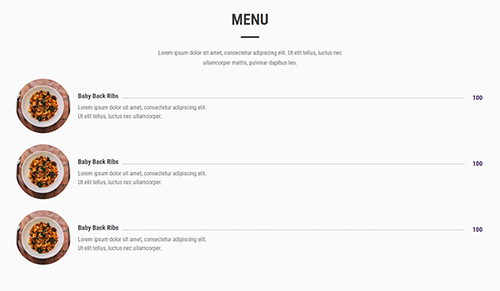 MENU
Lorem ipsum dolor sit amet, consectetur adipiscing elit. Ut elit tellus, luctus nec
ullamcorper mattis, pulvinar dapibus leo.
Baby Back Ribs 100
Lorem ipsum dolor sit amet, consectetur adipiscing elit.
Ut elit tellus, luctus nec ullamcorper.
Baby Back Ribs 100
Lorem ipsum dolor sit amet, consectetur adipiscing elit.
Ut elit tellus, luctus nec ullamcorper.
Baby Back Ribs 100
Lorem ipsum dolor sit amet, consectetur adipiscing elit.
Ut elit tellus, luctus nec ullamcorper.